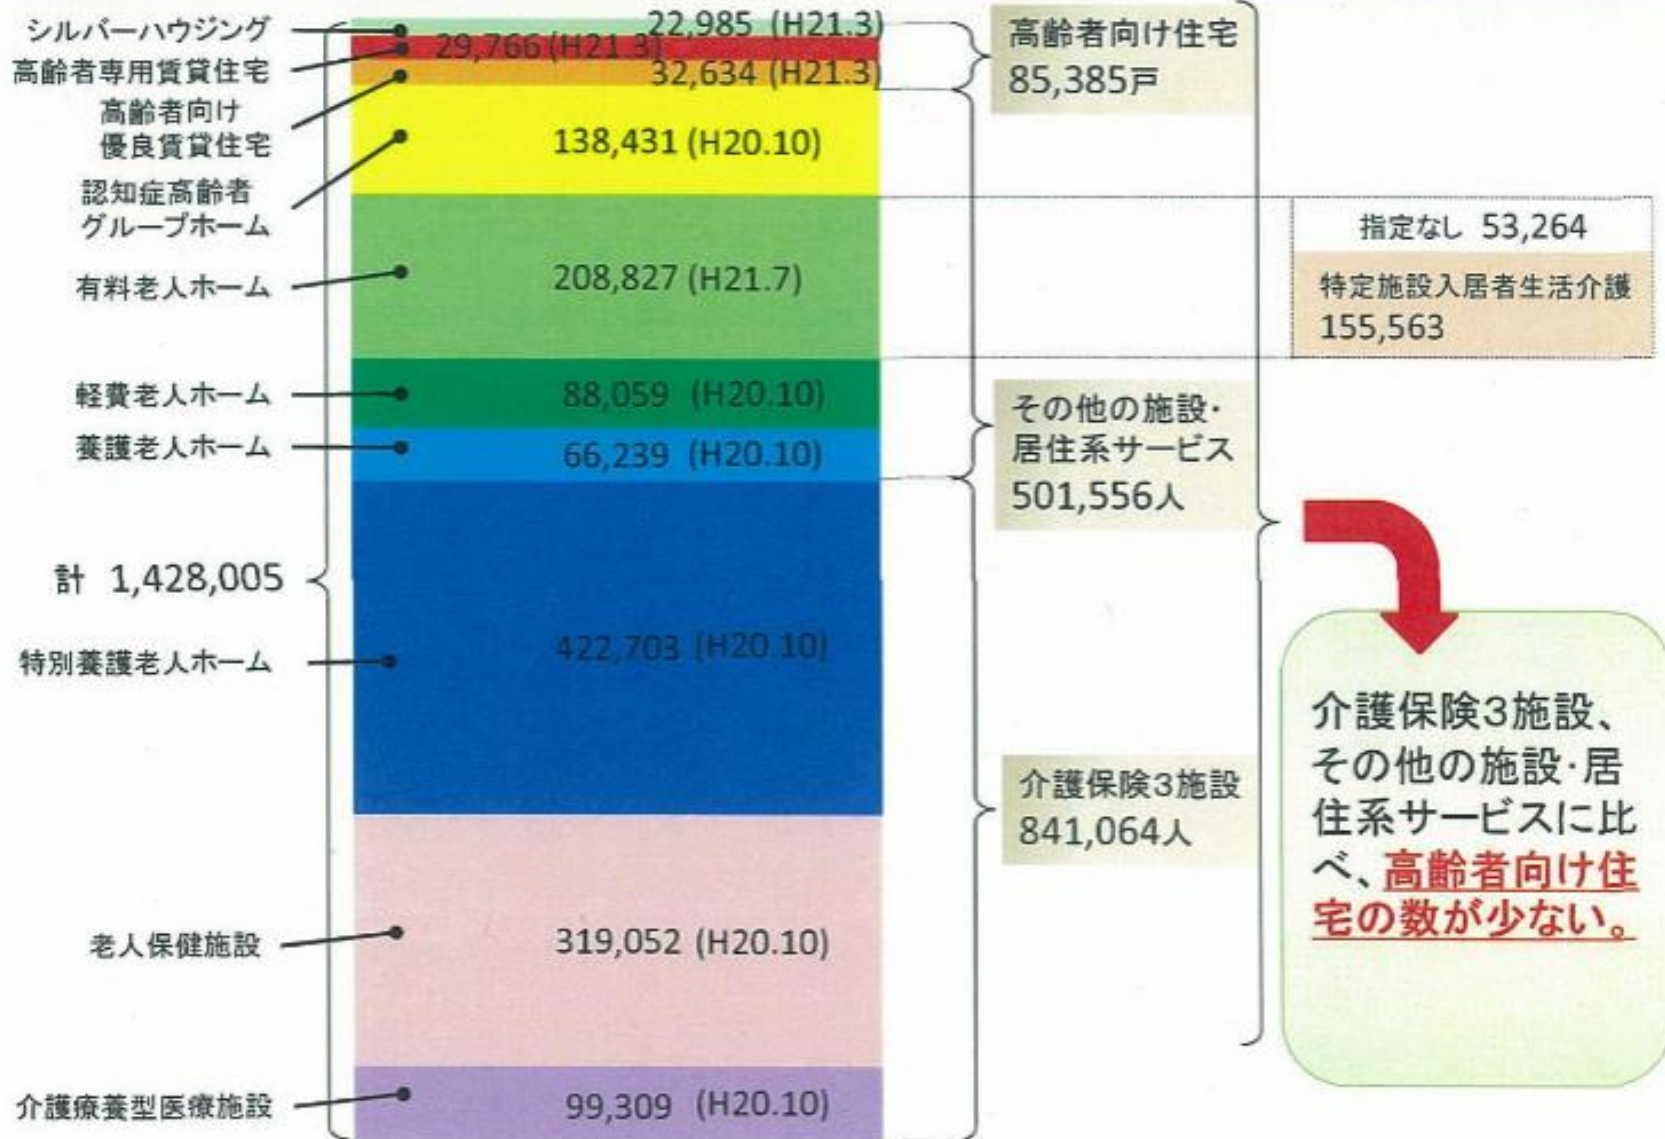 シルバーハウジング
22,985 (H21.3)
高齢者専用賃貸住宅
29,766 (H21.3)
高齢者向け
優良賃貸住宅
32,634 (H21.3)
認知症高齢者
グループホーム
138,431 (H20.10)
有料老人ホーム
208,827 (H21.7)
軽費老人ホーム
88,059 (H20.10)
養護老人ホーム
66,239 (H20.10)
計 1,428,005
特別養護老人ホーム
422,703 (H20.10)
老人保健施設
319,052 (H20.10)
介護療養型医療施設
99,309 (H20.10)
高齢者向け住宅
85,385戸
指定なし 53,264
特定施設入居者生活介護
155,563
その他の施設・
居住系サービス
501,556人
介護保険3施設
841,064人
介護保険3施設、
その他の施設・居
住系サービスに比
べ、高齢者向け住
宅の数が少ない。